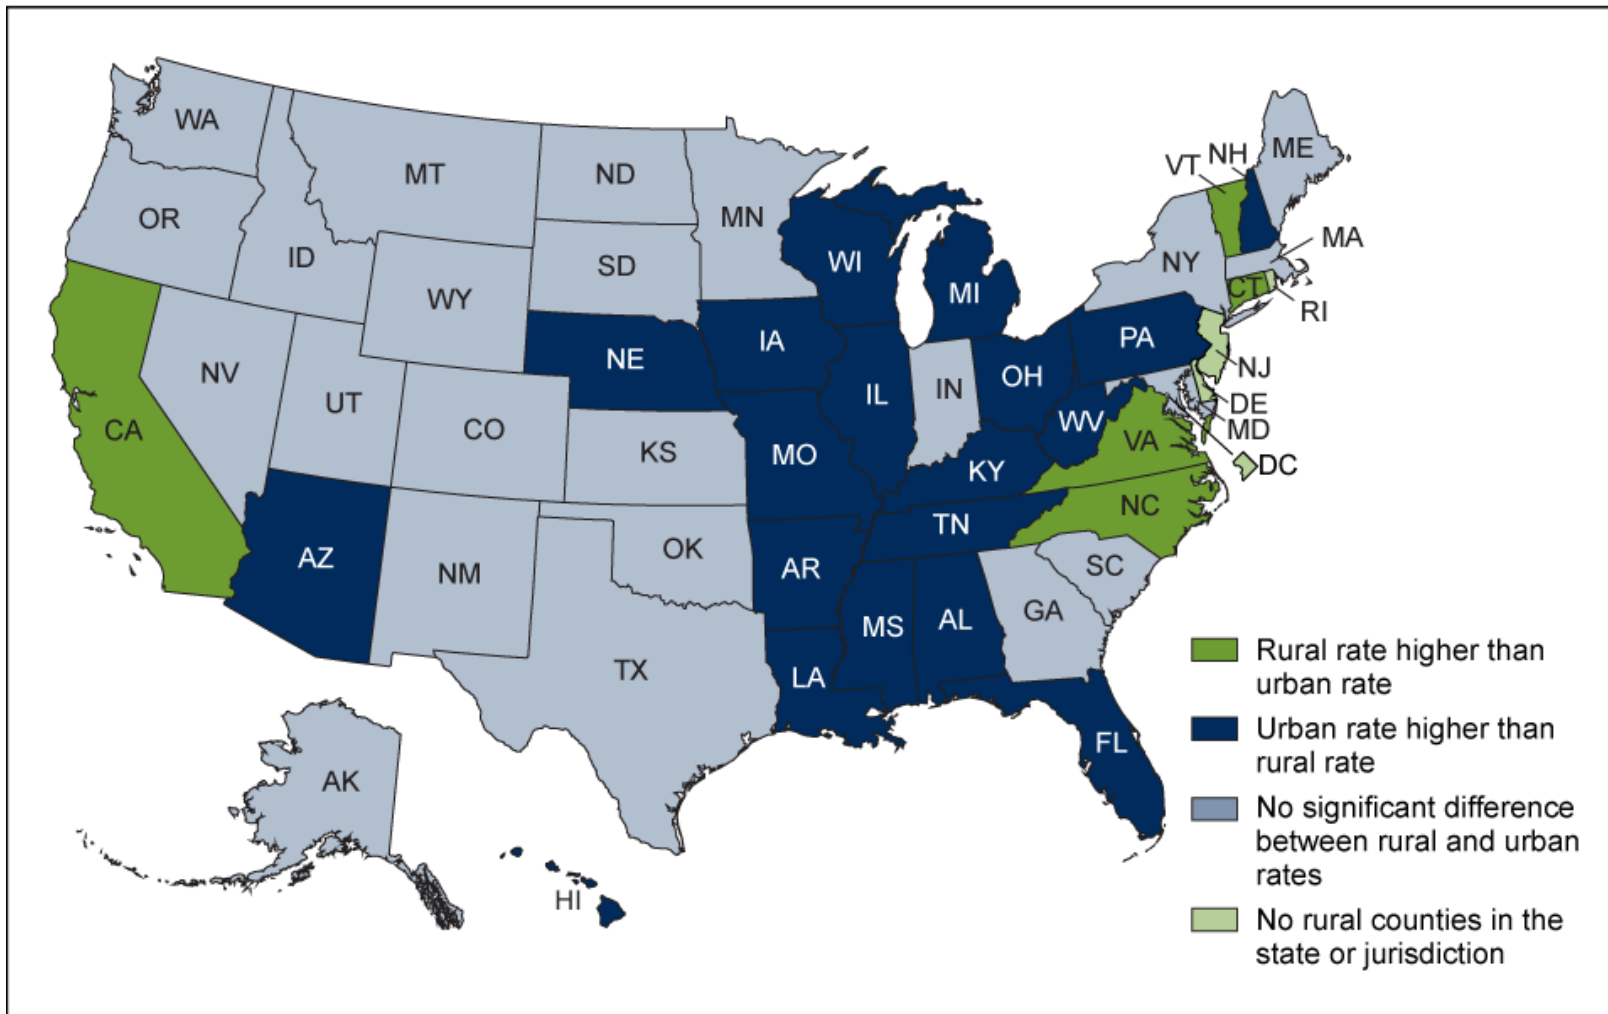 WA
MT
ND
MN
OR
ID
SD
WY
WI
MI
VT
NH
ME
NY
MA
CT
RI
NV
UT
CO
NE
IA
IL
IN
OH
PA
NJ
DE
MD
DC
CA
KS
MO
KY
WV
VA
AZ
NM
OK
AR
TN
NC
SC
TX
LA
MS
AL
GA
FL
AK
HI
Rural rate higher than
urban rate
Urban rate higher than
rural rate
No significant difference
between rural and urban
rates
No rural counties in the
state or jurisdiction